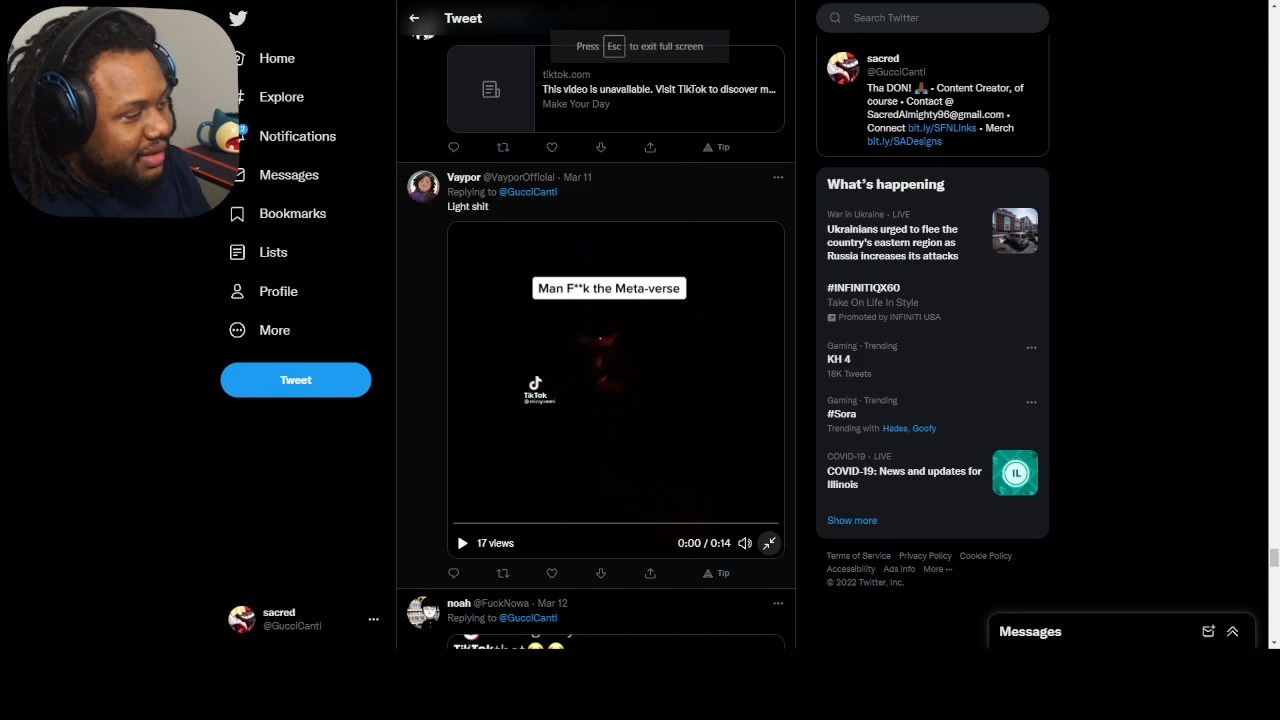 Home
Explore
Notifications
2
Messages
Bookmarks
Lists
Profile
More
Tweet
sacred
@GucciCanti
Tweet
Press Esc to exit full screen
tiktok.com
This video is unavailable. Visit TikTok to discover m...
Make Your Day
Tip
Vaypor @VayporOfficial · Mar 11
Replying to @GucciCanti
Light shit
Man F**k the Meta-verse
TikTok
17 views
0:00 / 0:14
Tip
noah @FuckNowa · Mar 12
Replying to @GucciCanti
Search Twitter
sacred
@GucciCanti
Tha DON! • Content Creator, of
course • Contact @
SacredAlmighty96@gmail.com •
Connect bit.ly/SFNLinks • Merch
bit.ly/SADesigns
What's happening
War in Ukraine · LIVE
Ukrainians urged to flee the
country's eastern region as
Russia increases its attacks
#INFINITIQX60
Take On Life In Style
Promoted by INFINITI USA
Gaming · Trending
KH 4
18K Tweets
Gaming · Trending
#Sora
Trending with Hades, Goofy
COVID-19 · LIVE
COVID-19: News and updates for
Illinois
IL
Show more
Terms of Service Privacy Policy Cookie Policy
Accessibility Ads info More ···
© 2022 Twitter, Inc.
Messages